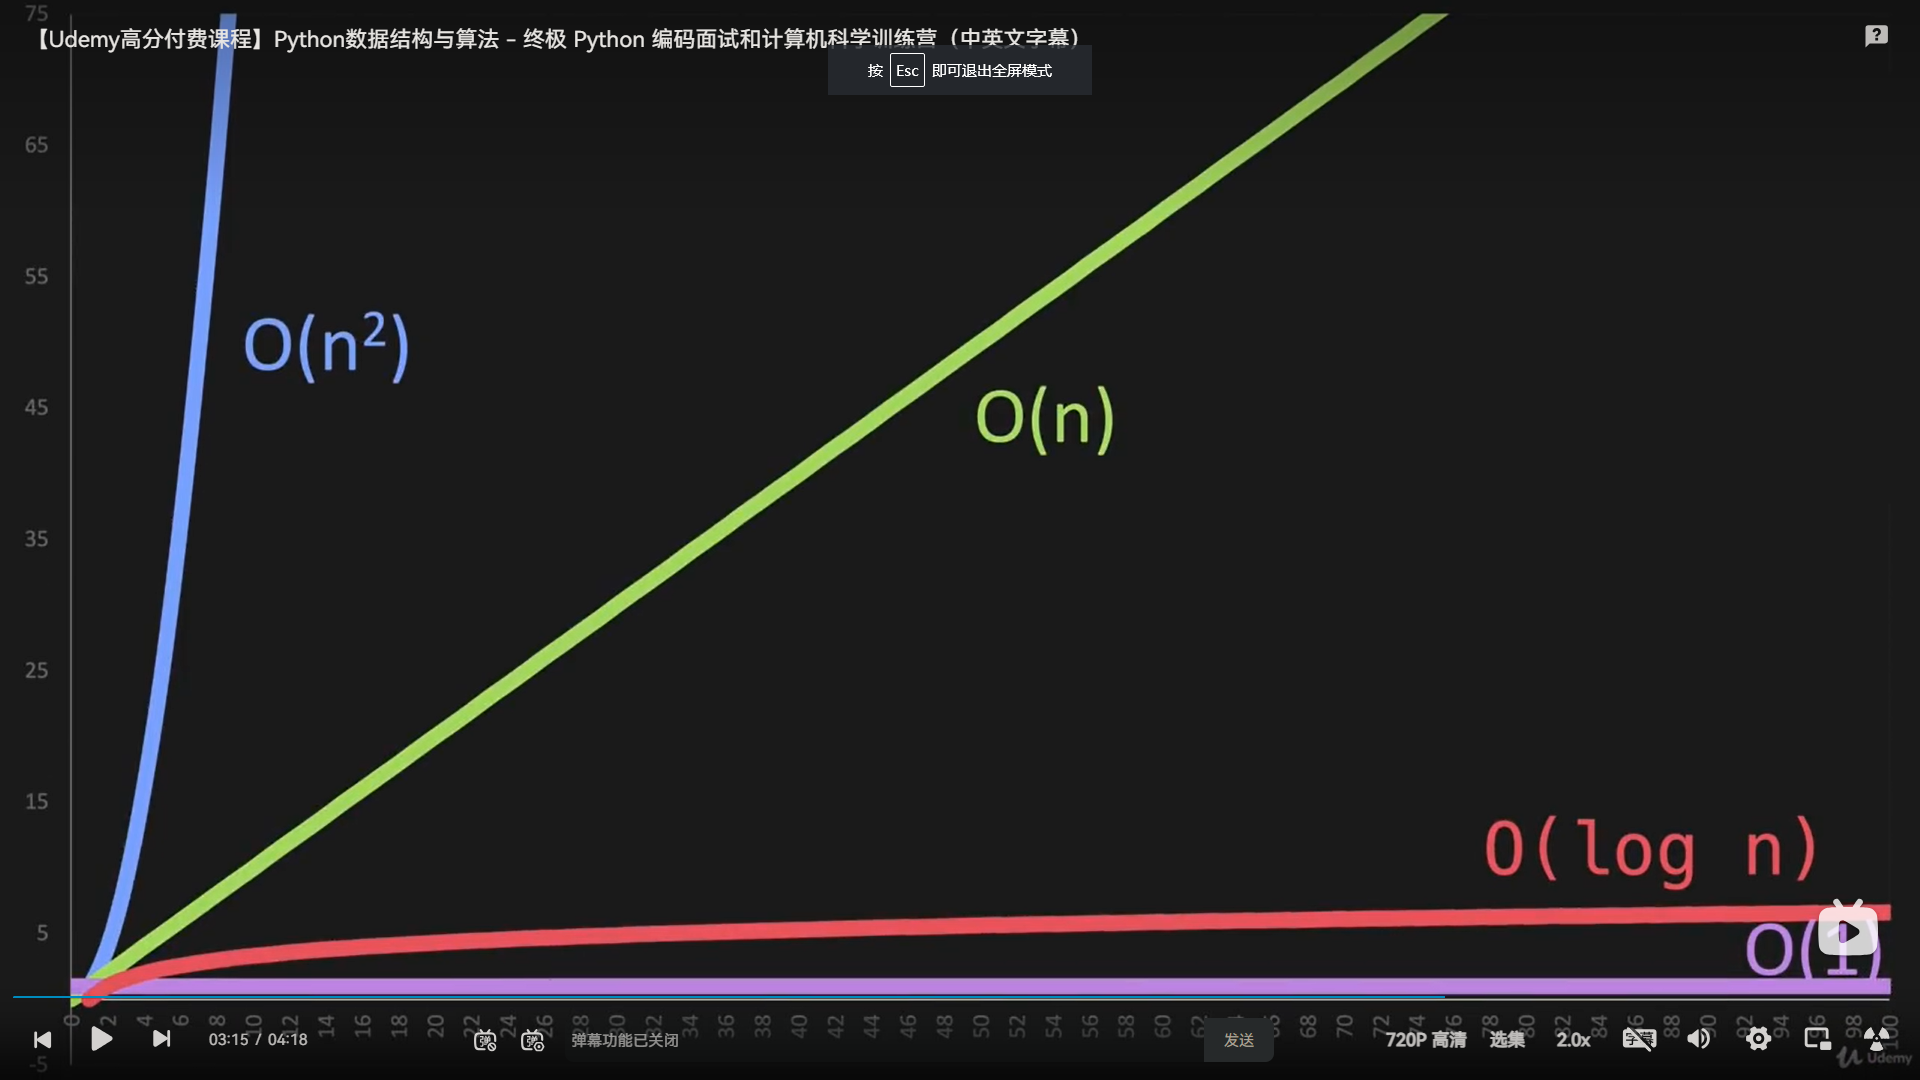 75
【Udemy高分付费课程】Python数据结构与算法 - 终极 Python 编码面试和计算机科学训练营（中英文字幕）
按 Esc 即可退出全屏模式
65
55
O(n²)
O(n)
45
35
25
15
O(log n)
5
O(1)
0 2 4 6 8 10 12 14 16 18 20 22 24 26 28 30 32 34 36 38 40 42 44 46 48 50 52 54 56 58 60 62 66 68 70 72 74 76 78 80 82 84 86 88 90 92 94 96 98 100
03:15 / 04:18
弹 弹
弹幕功能已关闭
发送
720P 高清
选集
2.0x
字幕
-5
Udemy